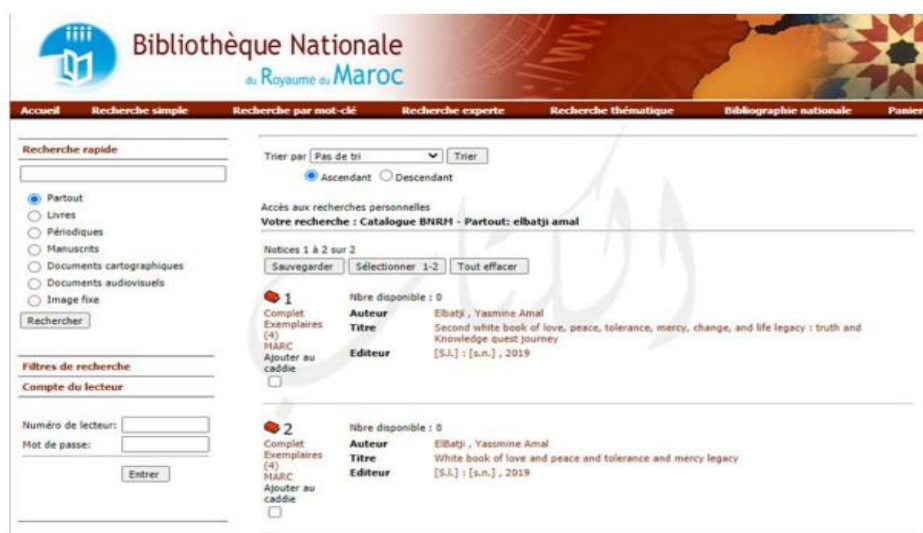 Bibliothèque Nationale
du Royaume du Maroc
Accueil Recherche simple Recherche par mot-clé Recherche experte Recherche thématique Bibliographie nationale Panier
Recherche rapide
Partout
Livres
Périodiques
Manuscrits
Documents cartographiques
Documents audiovisuels
Image fixe
Rechercher
Filtres de recherche
Compte du lecteur
Numéro de lecteur:
Mot de passe:
Entrer
Trier par Pas de tri Trier
Ascendant Descendant
Accès aux recherches personnelles
Votre recherche : Catalogue BNRM - Partout: elbatji amal
Notices 1 à 2 sur 2
Sauvegarder Sélectionner 1-2 Tout effacer
1 Nbre disponible : 0
Complet
Exemplaires
(4)
MARC
Ajouter au
caddie
Auteur Elbatji , Yasmine Amal
Titre Second white book of love, peace, tolerance, mercy, change, and life legacy : truth and
Knowledge quest journey
Editeur [S.l.] : [s.n.] , 2019
2 Nbre disponible : 0
Complet
Exemplaires
(4)
MARC
Ajouter au
caddie
Auteur ElBatji , Yassmine Amal
Titre White book of love and peace and tolerance and mercy legacy
Editeur [S.l.] : [s.n.] , 2019
الكتاب